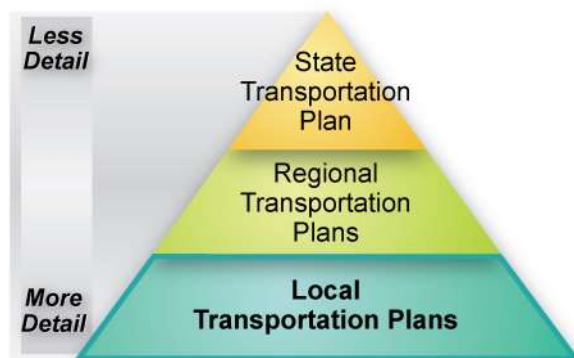 Less
Detail
State
Transportation
Plan
Regional
Transportation
Plans
More
Detail
Local
Transportation Plans